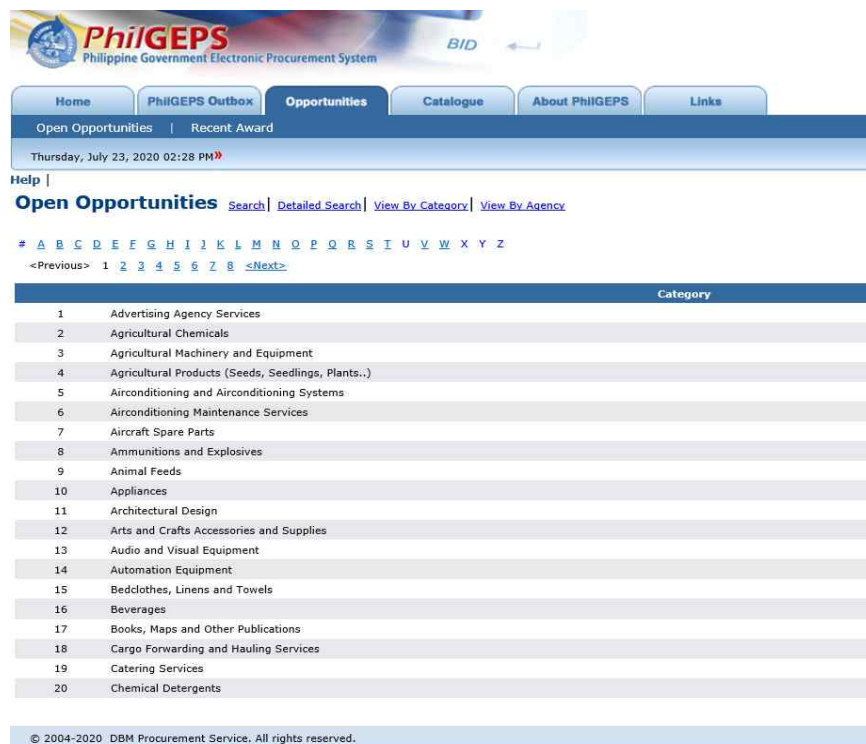 PhilGEPS
Philippine Government Electronic Procurement System
BID
Home PhilGEPS Outbox Opportunities Catalogue About PhilGEPS Links
Open Opportunities | Recent Award
Thursday, July 23, 2020 02:28 PM»
Help |
Open Opportunities Search| Detailed Search| View By Category| View By Agency
# A B C D E F G H I J K L M N O P Q R S T U V W X Y Z
<Previous> 1 2 3 4 5 6 7 8 <Next>
Category
1 Advertising Agency Services
2 Agricultural Chemicals
3 Agricultural Machinery and Equipment
4 Agricultural Products (Seeds, Seedlings, Plants..)
5 Airconditioning and Airconditioning Systems
6 Airconditioning Maintenance Services
7 Aircraft Spare Parts
8 Ammunitions and Explosives
9 Animal Feeds
10 Appliances
11 Architectural Design
12 Arts and Crafts Accessories and Supplies
13 Audio and Visual Equipment
14 Automation Equipment
15 Bedclothes, Linens and Towels
16 Beverages
17 Books, Maps and Other Publications
18 Cargo Forwarding and Hauling Services
19 Catering Services
20 Chemical Detergents
© 2004-2020 DBM Procurement Service. All rights reserved.